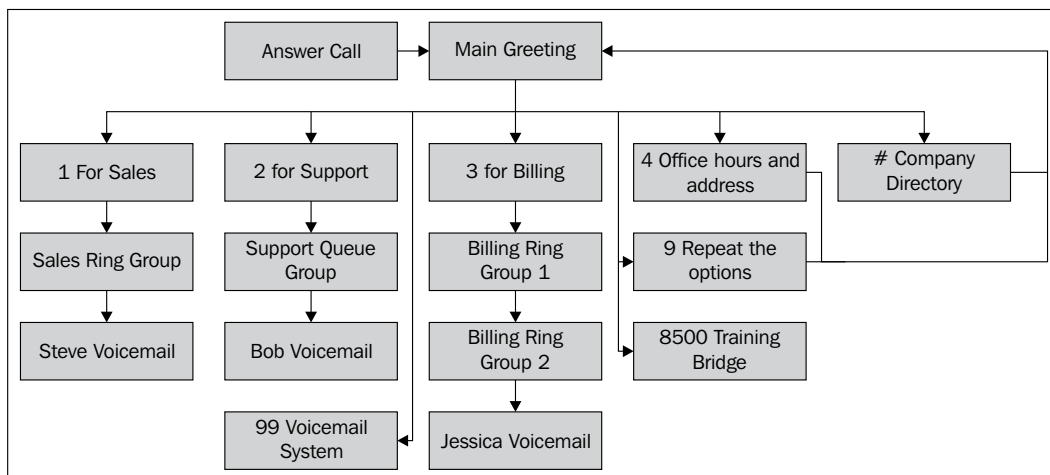 Answer Call
Main Greeting
1 For Sales
2 for Support
3 for Billing
4 Office hours and
address
# Company
Directory
Sales Ring Group
Support Queue
Group
Billing Ring
Group 1
9 Repeat the
options
Steve Voicemail
Bob Voicemail
Billing Ring
Group 2
8500 Training
Bridge
99 Voicemail
System
Jessica Voicemail